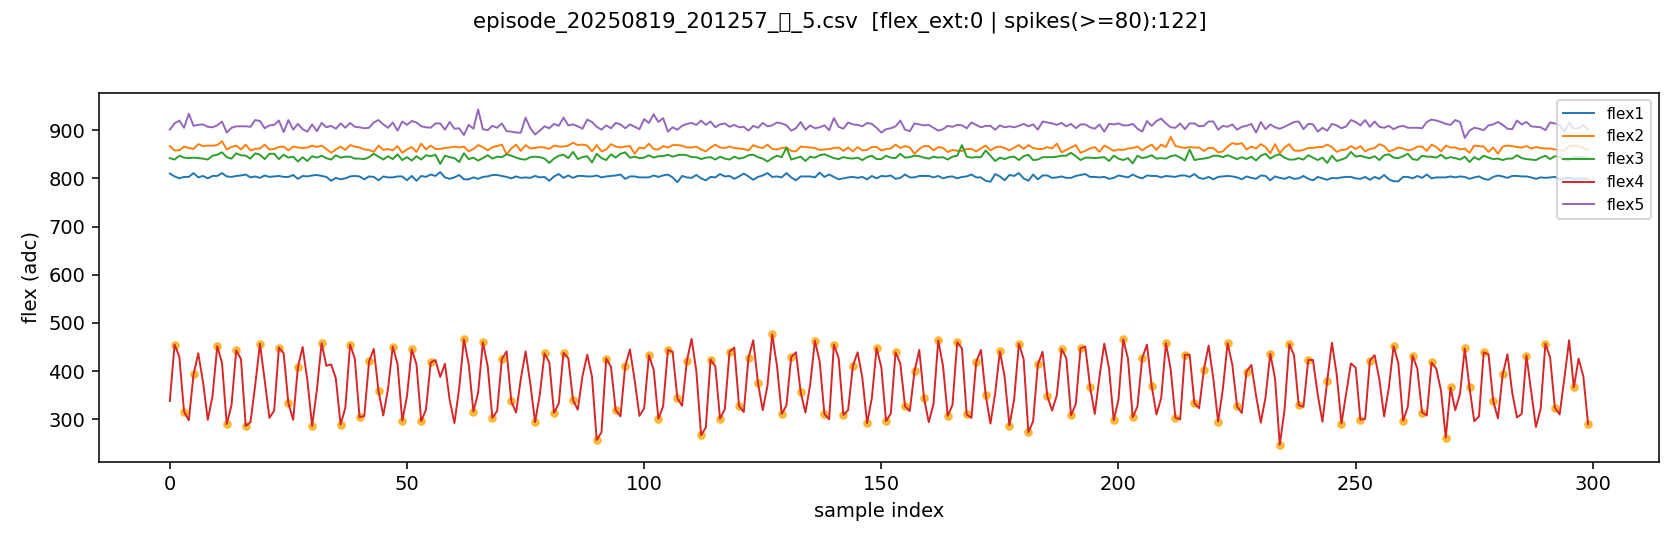 episode_20250819_201257_▯_5.csv [flex_ext:0 | spikes(>=80):122]
flex (adc)
900
800
700
600
500
400
300
0
50
100
150
200
250
300
sample index
flex1
flex2
flex3
flex4
flex5